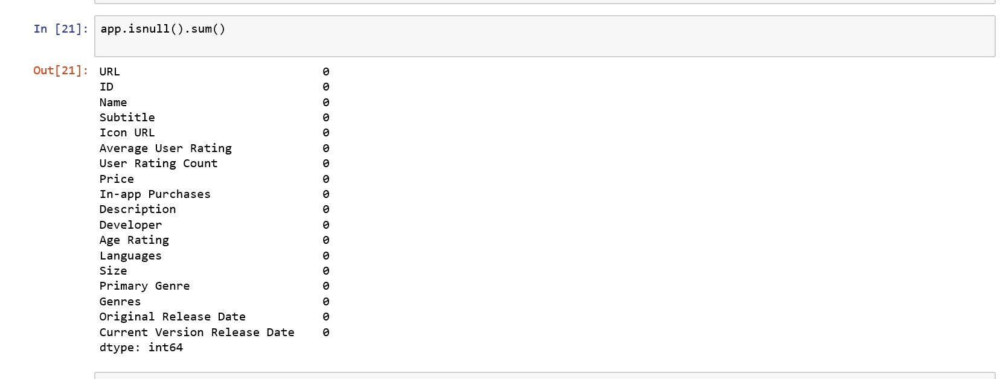 In [21]: app.isnull().sum()
Out[21]: URL 0
ID 0
Name 0
Subtitle 0
Icon URL 0
Average User Rating 0
User Rating Count 0
Price 0
In-app Purchases 0
Description 0
Developer 0
Age Rating 0
Languages 0
Size 0
Primary Genre 0
Genres 0
Original Release Date 0
Current Version Release Date 0
dtype: int64